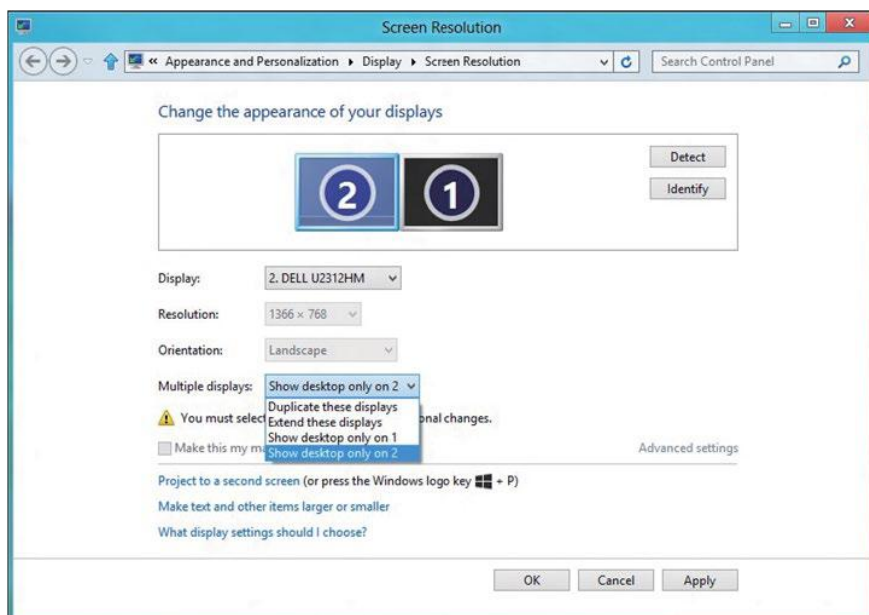 Screen Resolution
« Appearance and Personalization ▸ Display ▸ Screen Resolution
Search Control Panel
Change the appearance of your displays
2
1
Detect
Identify
Display:
2. DELL U2312HM
Resolution:
1366 × 768
Orientation:
Landscape
Multiple displays:
Show desktop only on 2
Duplicate these displays
Extend these displays
Show desktop only on 1
Show desktop only on 2
You must select onal changes.
Make this my
Advanced settings
Project to a second screen (or press the Windows logo key + P)
Make text and other items larger or smaller
What display settings should I choose?
OK
Cancel
Apply